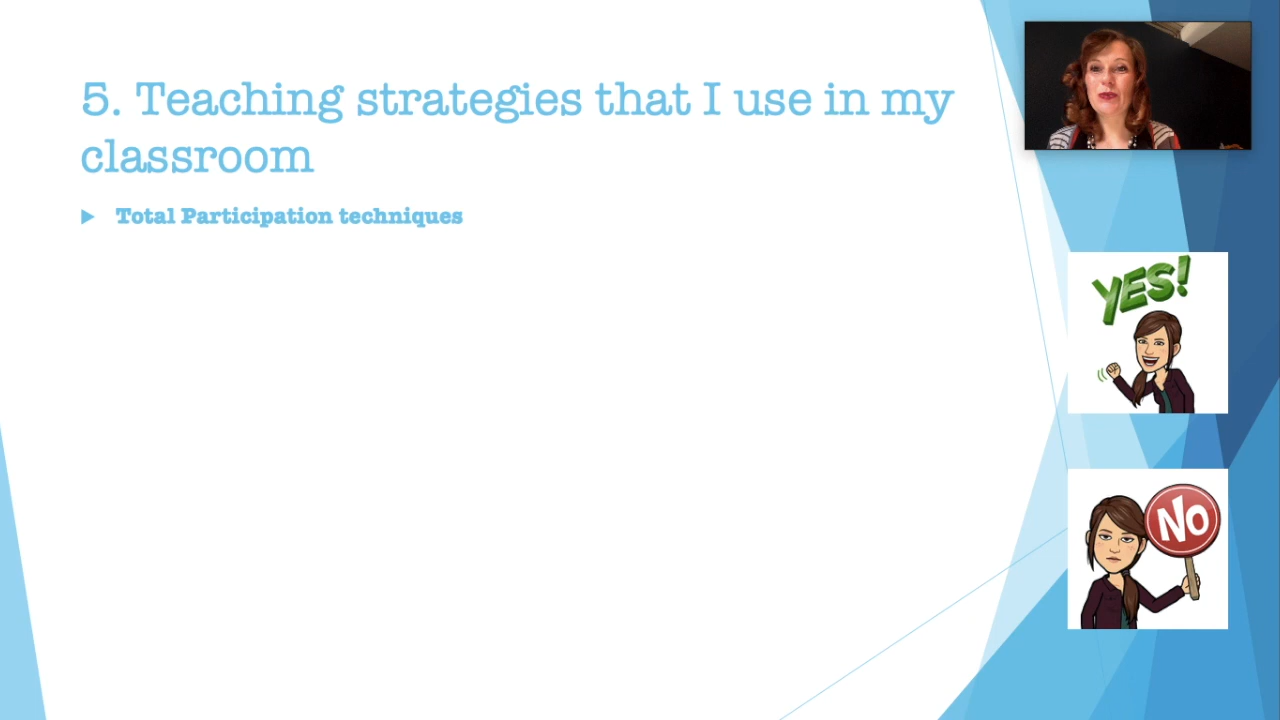 5. Teaching strategies that I use in my
classroom
Total Participation techniques
YES!
NO